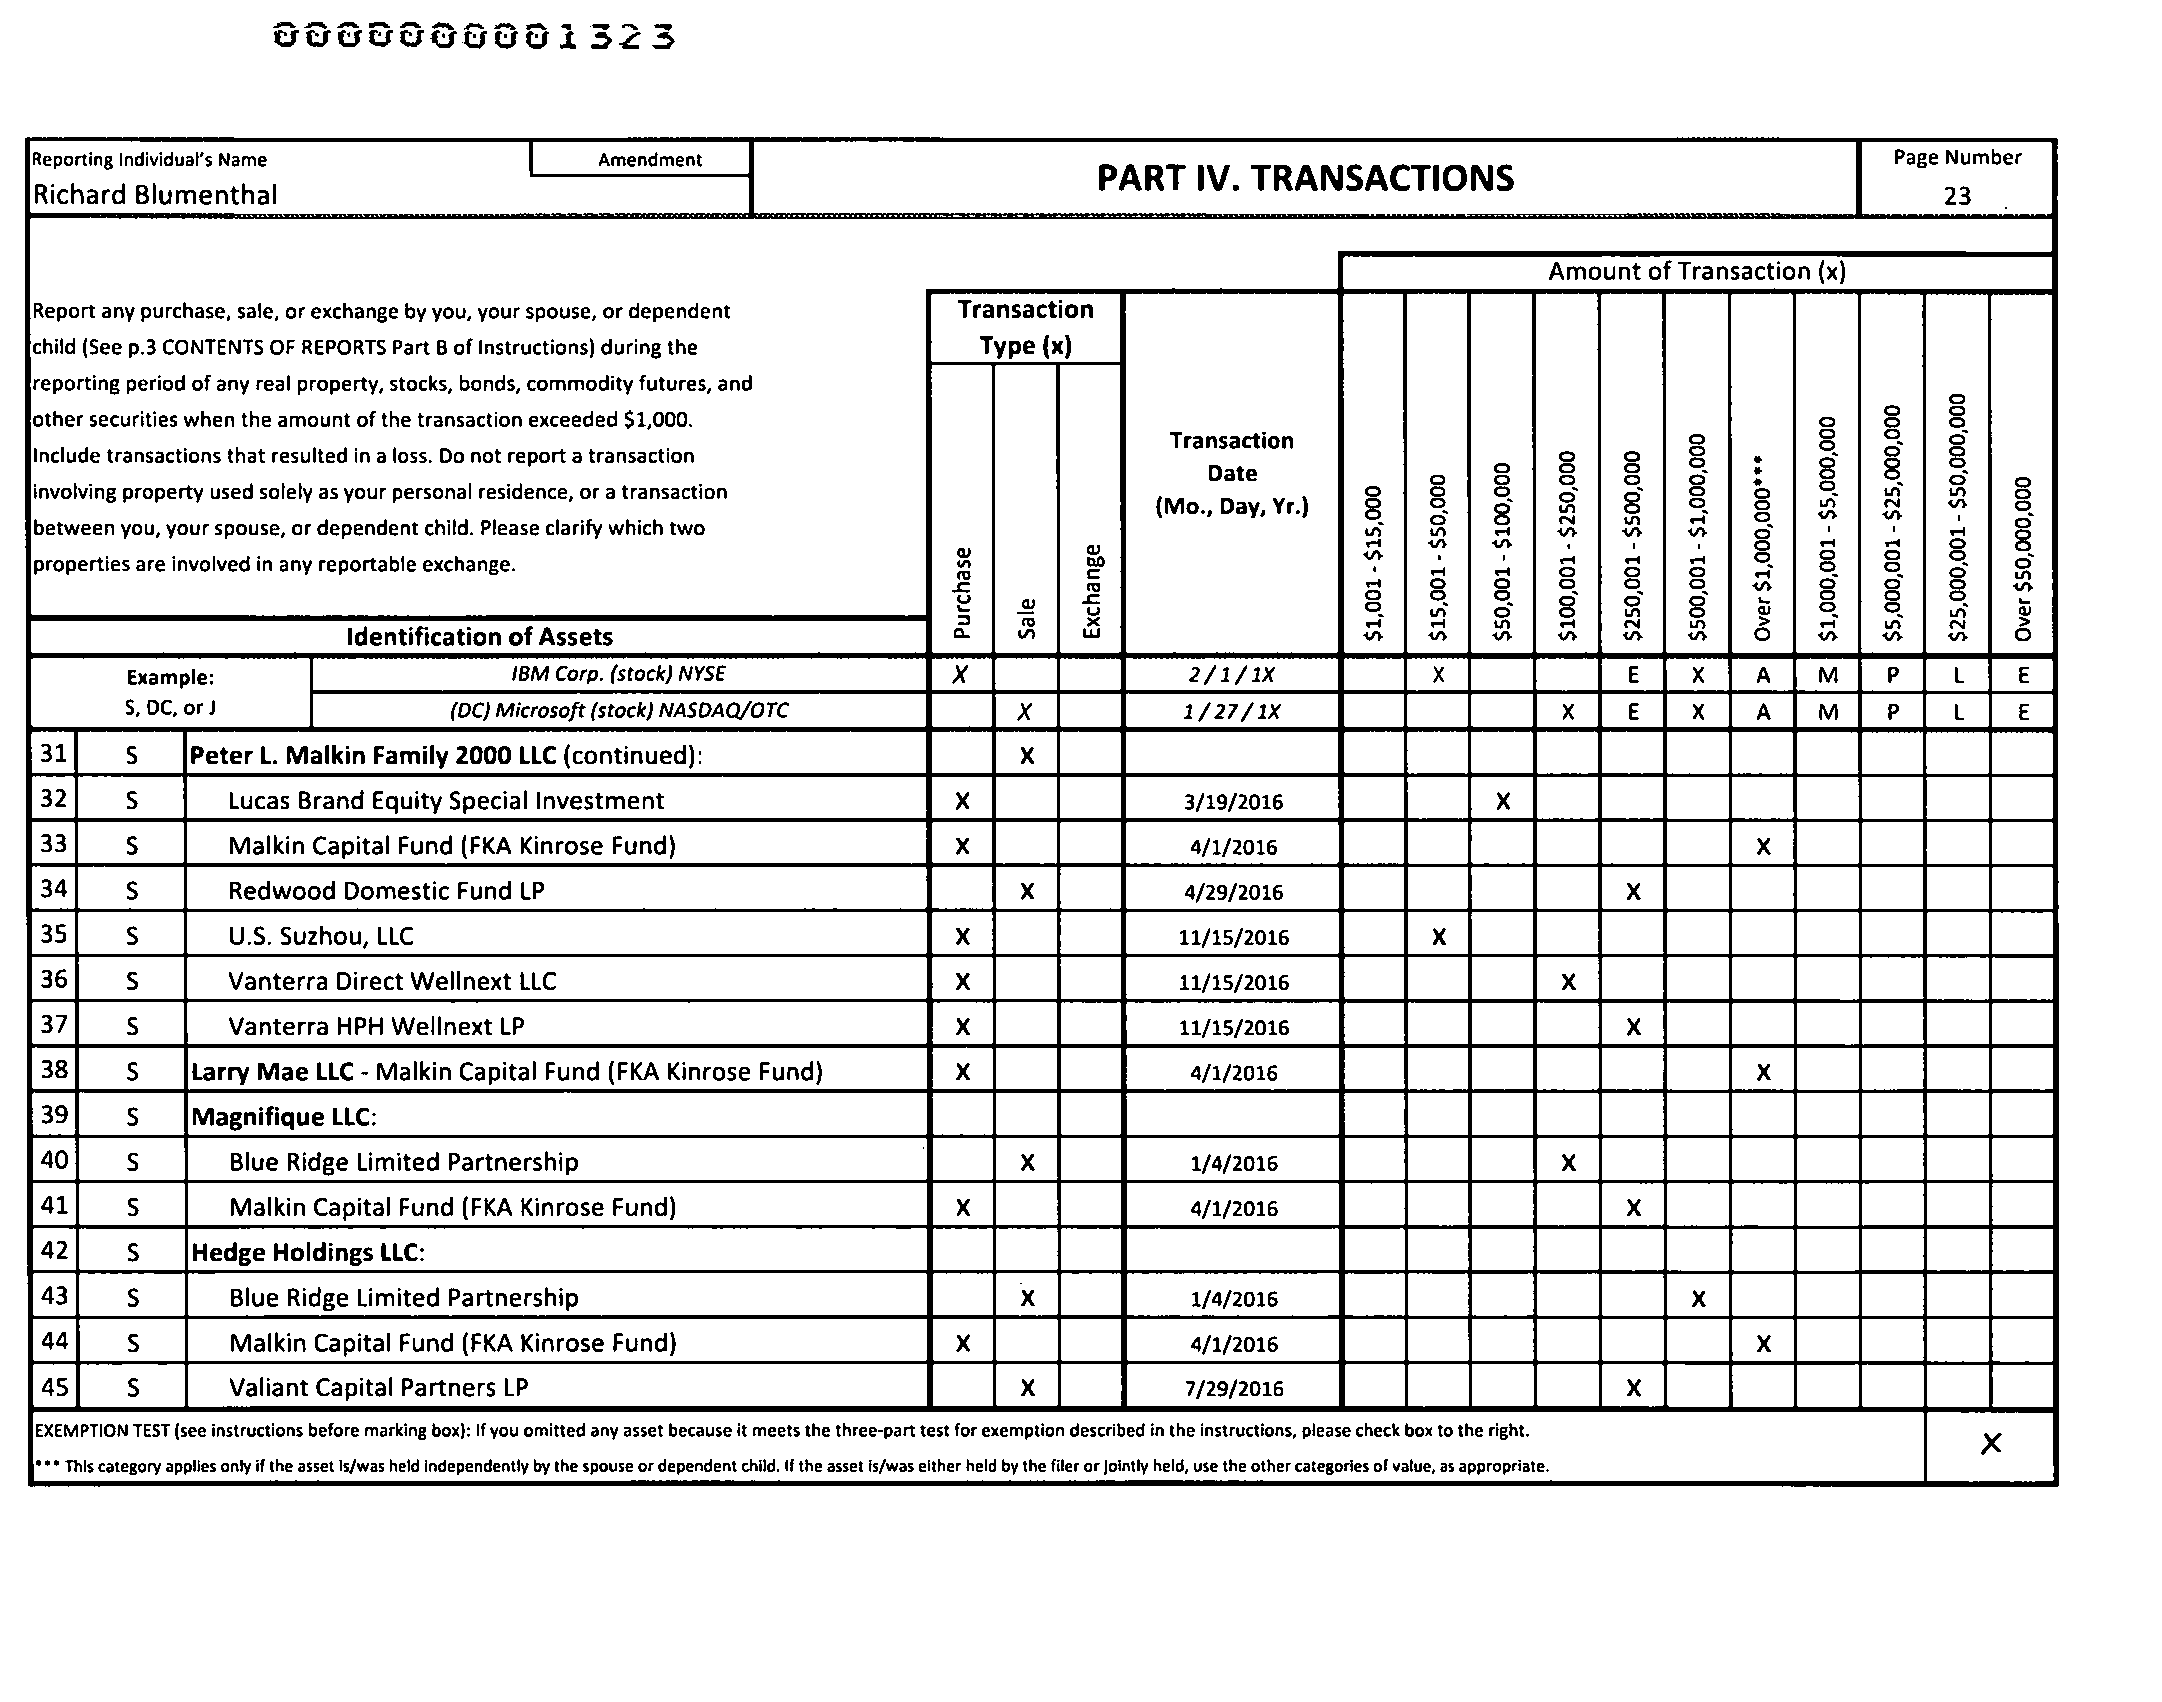 0000000001323
Reporting Individual's Name
Amendment
Richard Blumenthal
PART IV. TRANSACTIONS
Page Number
23
Amount of Transaction (x)
Report any purchase, sale, or exchange by you, your spouse, or dependent
child (See p.3 CONTENTS OF REPORTS Part B of Instructions) during the
reporting period of any real property, stocks, bonds, commodity futures, and
other securities when the amount of the transaction exceeded $1,000.
Include transactions that resulted in a loss. Do not report a transaction
involving property used solely as your personal residence, or a transaction
between you, your spouse, or dependent child. Please clarify which two
properties are involved in any reportable exchange.
Transaction
Type (x)
Purchase
Sale
Exchange
Transaction
Date
(Mo., Day, Yr.)
$1,001 - $15,000
$15,001 - $50,000
$50,001 - $100,000
$100,001 - $250,000
$250,001 - $500,000
$500,001 - $1,000,000
Over $1,000,000***
$1,000,001 - $5,000,000
$5,000,001 - $25,000,000
$25,000,001 - $50,000,000
Over $50,000,000
Identification of Assets
Example:
S, DC, or J
IBM Corp. (stock) NYSE X 2 / 1 / 1X X E X A M P L E
(DC) Microsoft (stock) NASDAQ/OTC X 1 / 27 / 1X X E X A M P L E
31 S Peter L. Malkin Family 2000 LLC (continued): X
32 S Lucas Brand Equity Special Investment X 3/19/2016 X
33 S Malkin Capital Fund (FKA Kinrose Fund) X 4/1/2016 X
34 S Redwood Domestic Fund LP X 4/29/2016 X
35 S U.S. Suzhou, LLC X 11/15/2016 X
36 S Vanterra Direct Wellnext LLC X 11/15/2016 X
37 S Vanterra HPH Wellnext LP X 11/15/2016 X
38 S Larry Mae LLC - Malkin Capital Fund (FKA Kinrose Fund) X 4/1/2016 X
39 S Magnifique LLC:
40 S Blue Ridge Limited Partnership X 1/4/2016 X
41 S Malkin Capital Fund (FKA Kinrose Fund) X 4/1/2016 X
42 S Hedge Holdings LLC:
43 S Blue Ridge Limited Partnership X 1/4/2016 X
44 S Malkin Capital Fund (FKA Kinrose Fund) X 4/1/2016 X
45 S Valiant Capital Partners LP X 7/29/2016 X
EXEMPTION TEST (see instructions before marking box): If you omitted any asset because it meets the three-part test for exemption described in the instructions, please check box to the right.
X
*** This category applies only if the asset is/was held independently by the spouse or dependent child. If the asset is/was either held by the filer or jointly held, use the other categories of value, as appropriate.